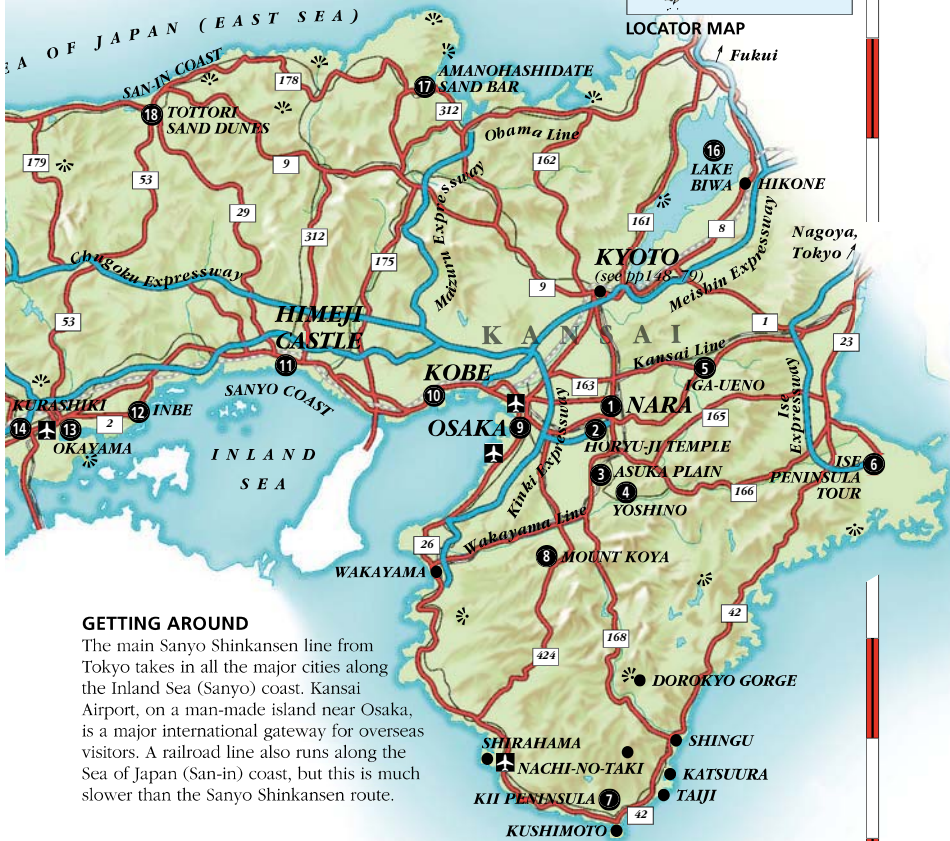 LOCATOR MAP
EA OF JAPAN (EAST SEA)
Fukui
SAN-IN COAST
178
17
AMANOHASHIDATE
SAND BAR
18
TOTTORI
SAND DUNES
312
Obama Line
179
53
9
162
16
LAKE
BIWA
HIKONE
29
312
161
8
Maizuru Expressway
175
KYOTO
(see pp148–79)
Nagoya,
Tokyo
Chugoku Expressway
9
Meishin Expressway
53
HIMEJI
CASTLE
11
KANSAI
1
23
Kansai Line
5
IGA-UENO
SANYO COAST
KOBE
10
163
Ise
Expressway
KURASHIKI
14
13
OKAYAMA
2
12
INBE
OSAKA
9
1
NARA
165
2
HORYU-JI TEMPLE
INLAND
SEA
Kinki Expressway
3
ASUKA PLAIN
4
YOSHINO
166
ISE
PENINSULA
TOUR
6
Wakayama Line
26
WAKAYAMA
8
MOUNT KOYA
42
168
424
DOROKYO GORGE
GETTING AROUND
The main Sanyo Shinkansen line from
Tokyo takes in all the major cities along
the Inland Sea (Sanyo) coast. Kansai
Airport, on a man-made island near Osaka,
is a major international gateway for overseas
visitors. A railroad line also runs along the
Sea of Japan (San-in) coast, but this is much
slower than the Sanyo Shinkansen route.
SHIRAHAMA
NACHI-NO-TAKI
SHINGU
KATSUURA
TAIJI
KII PENINSULA
7
42
KUSHIMOTO